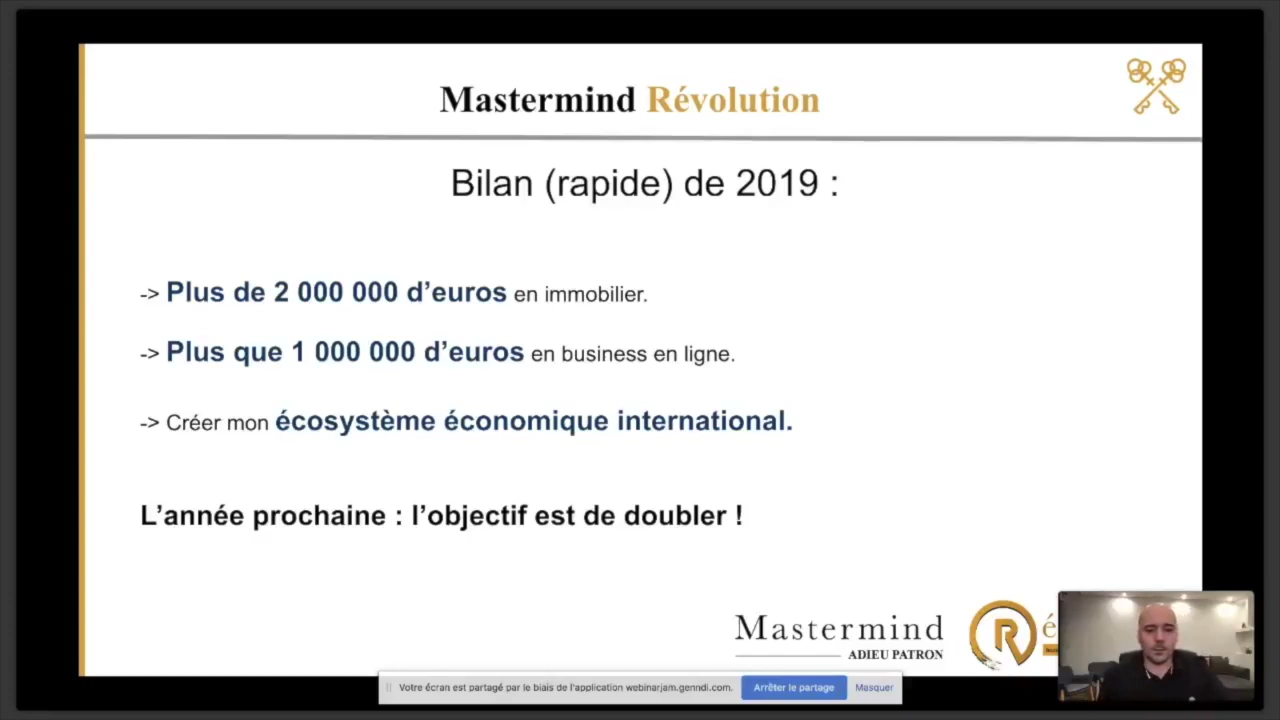 Mastermind Révolution
Bilan (rapide) de 2019 :
-> Plus de 2 000 000 d’euros en immobilier.
-> Plus que 1 000 000 d’euros en business en ligne.
-> Créer mon écosystème économique international.
L’année prochaine : l’objectif est de doubler !
Mastermind
ADIEU PATRON
R é
Votre écran est partagé par le biais de l'application webinarjam.genndi.com. Arrêter le partage Masquer